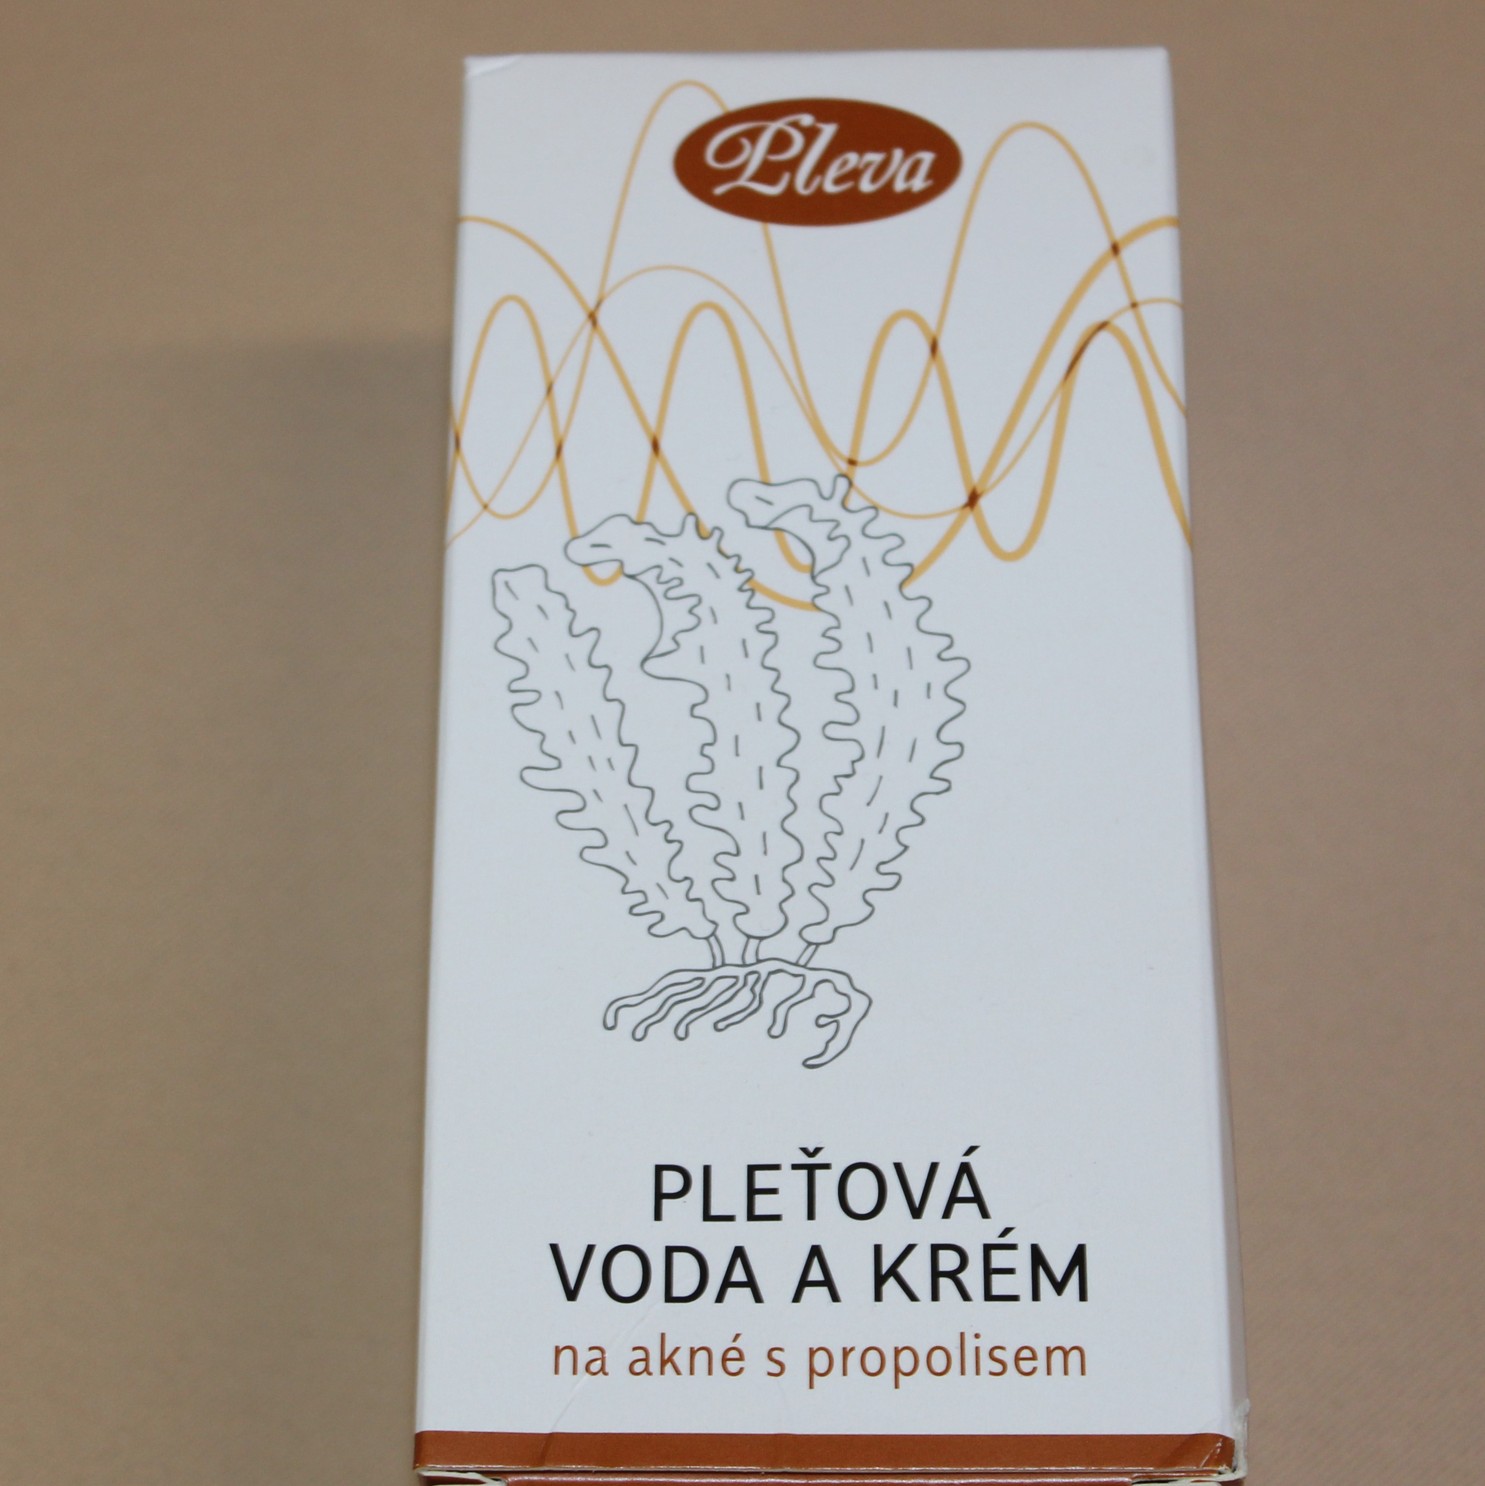 Pleva
PLEŤOVÁ
VODA A KRÉM
na akné s propolisem